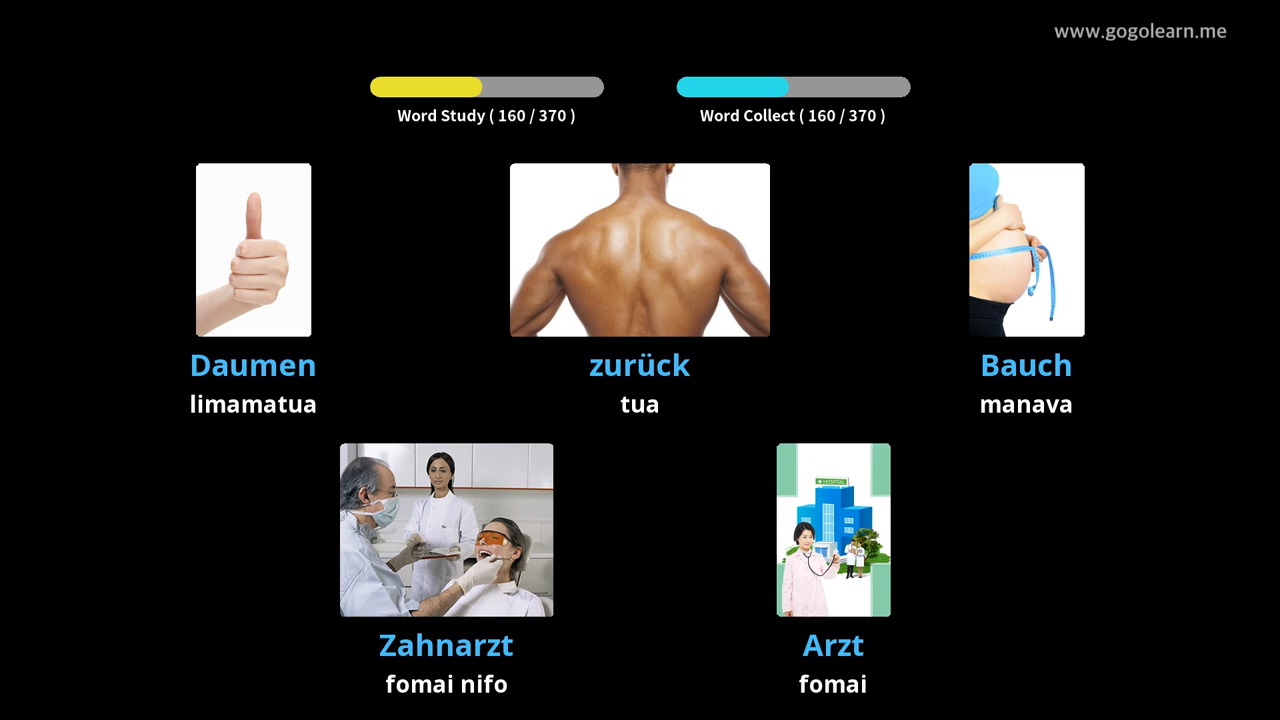 www.gogolearn.me
Word Study ( 160 / 370 )
Word Collect ( 160 / 370 )
Daumen
limamatua
zurück
tua
Bauch
manava
HOSPITAL
Zahnarzt
fomai nifo
Arzt
fomai